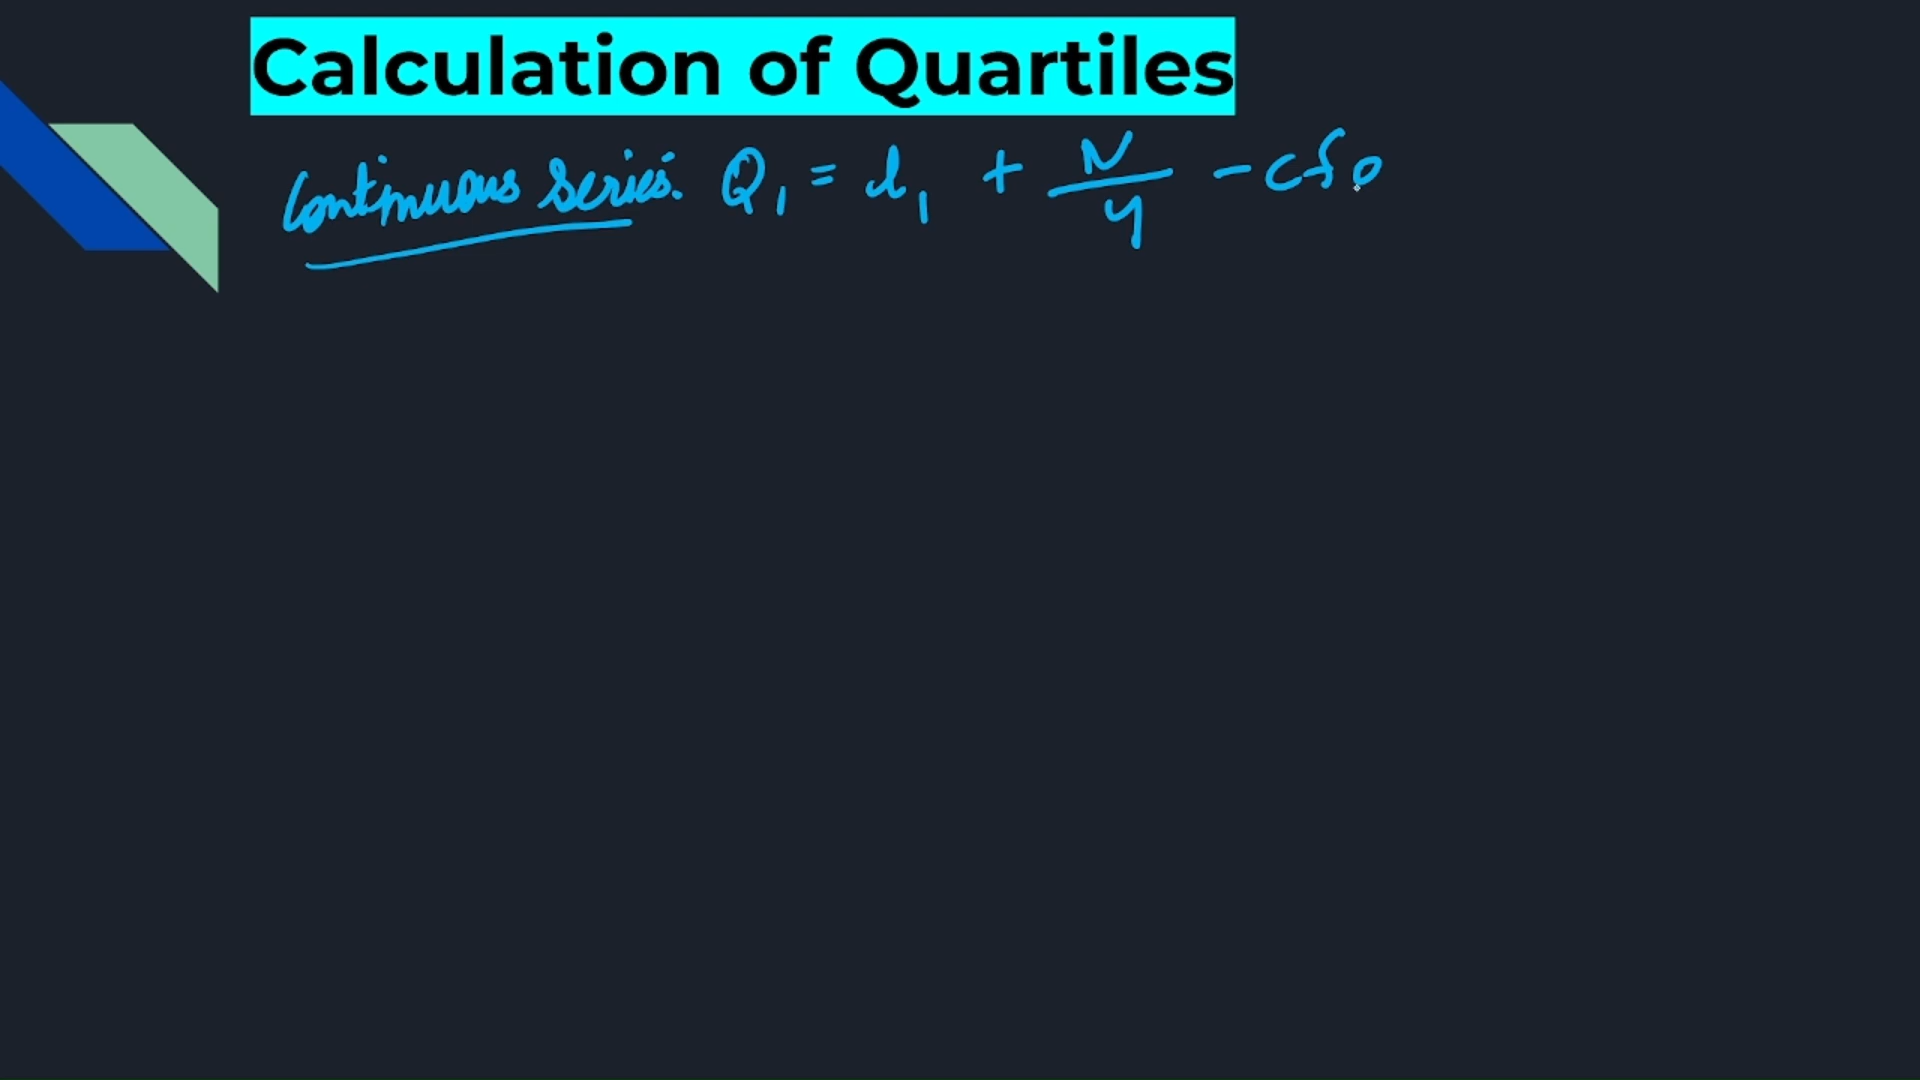 Calculation of Quartiles
Continuous series. Q₁ = l₁ + N/4 - cf₀